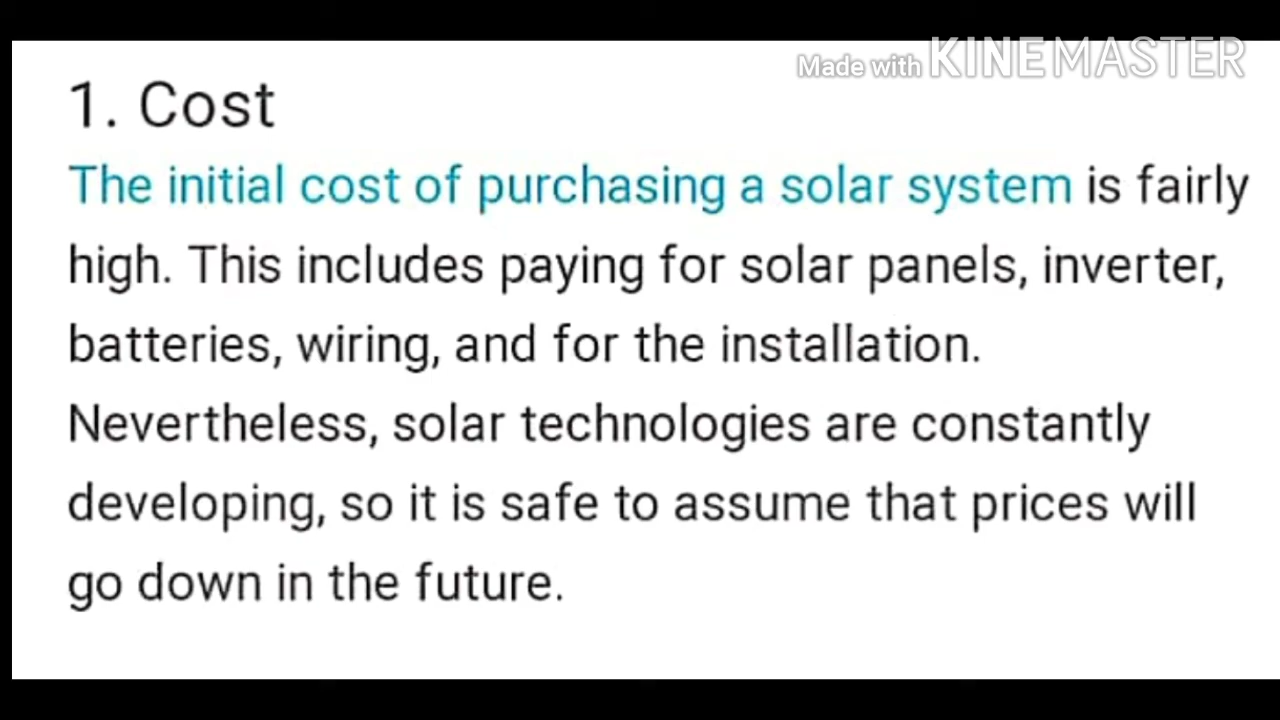 Made with KINEMASTER
1. Cost
The initial cost of purchasing a solar system is fairly
high. This includes paying for solar panels, inverter,
batteries, wiring, and for the installation.
Nevertheless, solar technologies are constantly
developing, so it is safe to assume that prices will
go down in the future.